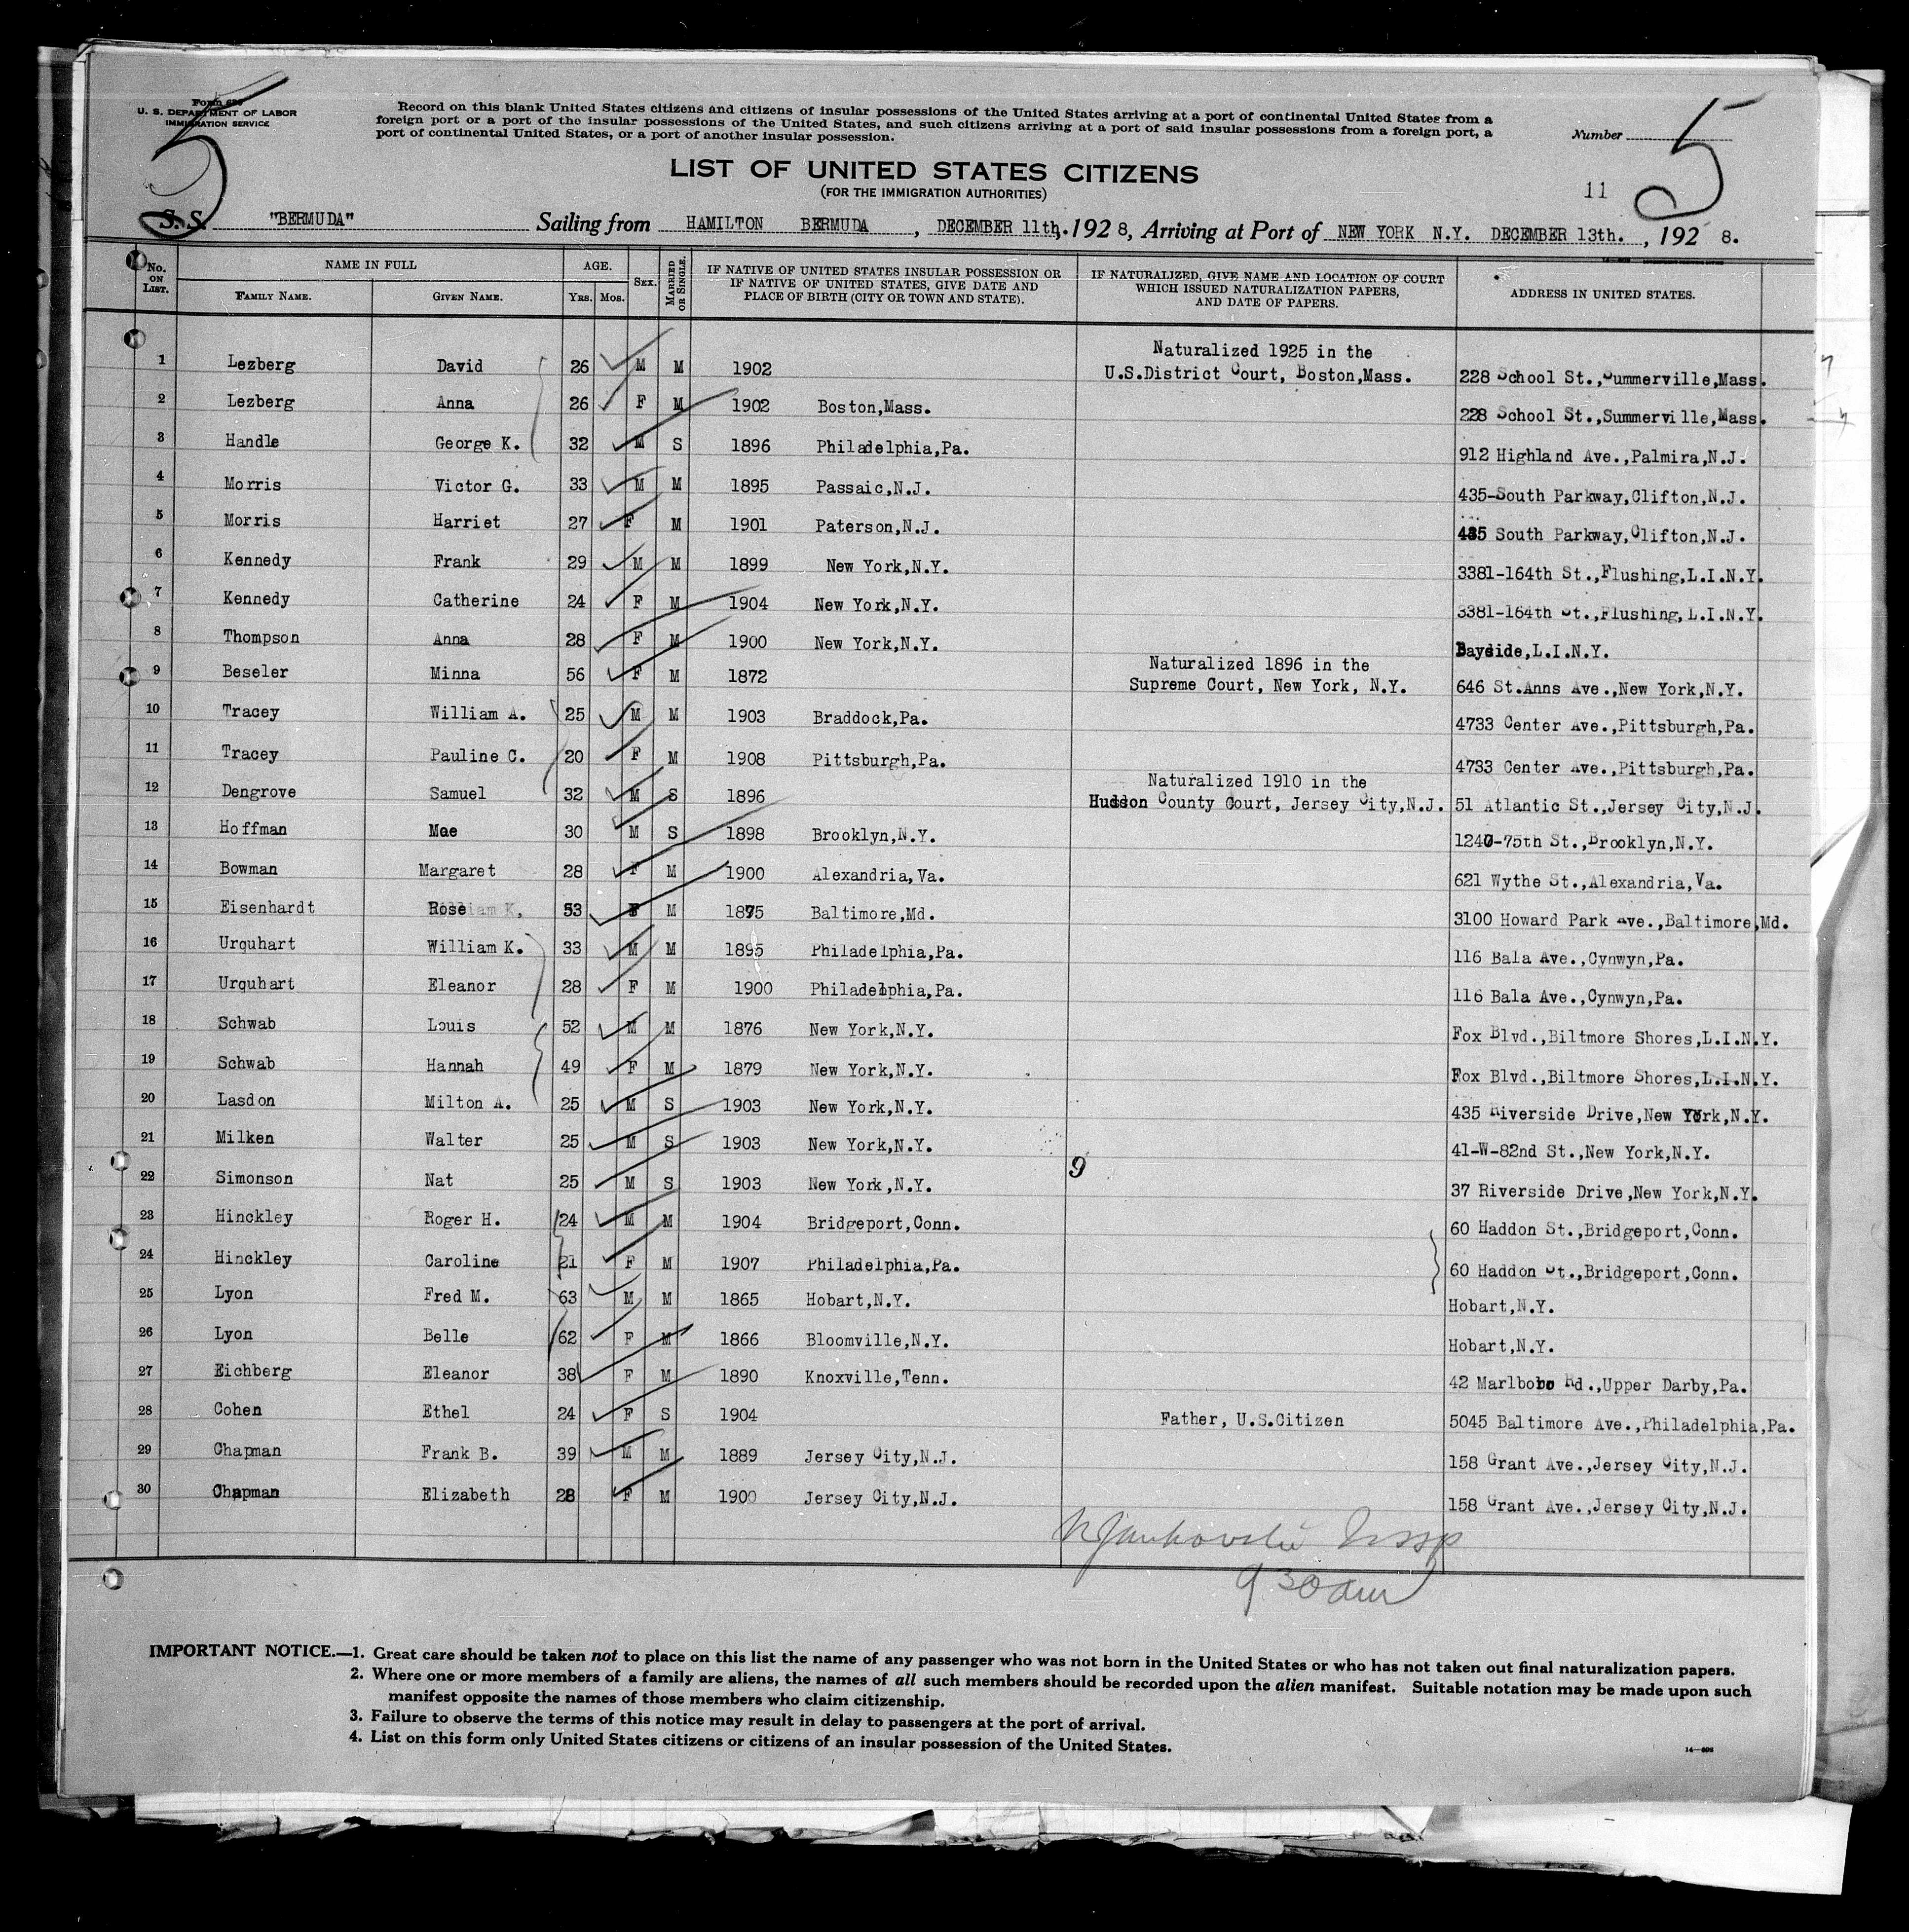 5
Form 639
U. S. DEPARTMENT OF LABOR
IMMIGRATION SERVICE
Record on this blank United States citizens and citizens of insular possessions of the United States arriving at a port of continental United States from a
foreign port or a port of the insular possessions of the United States, and such citizens arriving at a port of said insular possessions from a foreign port, a
port of continental United States, or a port of another insular possession.
Number 5
LIST OF UNITED STATES CITIZENS
(FOR THE IMMIGRATION AUTHORITIES)
11
S. S. "BERMUDA" Sailing from HAMILTON BERMUDA, DECEMBER 11th, 1928, Arriving at Port of NEW YORK N.Y. DECEMBER 13th., 1928.
No. ON LIST. NAME IN FULL FAMILY NAME. GIVEN NAME. AGE. Yrs. Mos. SEX. MARRIED OR SINGLE. IF NATIVE OF UNITED STATES INSULAR POSSESSION OR IF NATIVE OF UNITED STATES, GIVE DATE AND PLACE OF BIRTH (CITY OR TOWN AND STATE). IF NATURALIZED, GIVE NAME AND LOCATION OF COURT WHICH ISSUED NATURALIZATION PAPERS, AND DATE OF PAPERS. ADDRESS IN UNITED STATES.
1 Lezberg David 26 M M 1902 Naturalized 1925 in the U.S.District Court, Boston,Mass. 228 School St.,Summerville,Mass.
2 Lezberg Anna 26 F M 1902 Boston,Mass. 228 School St.,Summerville,Mass.
3 Handle George K. 32 M S 1896 Philadelphia,Pa. 912 Highland Ave.,Palmira,N.J.
4 Morris Victor G. 33 M M 1895 Passaic,N.J. 435-South Parkway,Clifton,N.J.
5 Morris Harriet 27 F M 1901 Paterson,N.J. 435 South Parkway,Clifton,N.J.
6 Kennedy Frank 29 M M 1899 New York,N.Y. 3381-164th St.,Flushing,L.I.N.Y.
7 Kennedy Catherine 24 F M 1904 New York,N.Y. 3381-164th St.,Flushing,L.I.N.Y.
8 Thompson Anna 28 F M 1900 New York,N.Y. Bayside,L.I.N.Y.
9 Beseler Minna 56 F M 1872 Naturalized 1896 in the Supreme Court, New York, N.Y. 646 St.Anns Ave.,New York,N.Y.
10 Tracey William A. 25 M M 1903 Braddock,Pa. 4733 Center Ave.,Pittsburgh,Pa.
11 Tracey Pauline C. 20 F M 1908 Pittsburgh,Pa. 4733 Center Ave.,Pittsburgh,Pa.
12 Dengrove Samuel 32 M S 1896 Naturalized 1910 in the Hudson County Court, Jersey City,N.J. 51 Atlantic St.,Jersey City,N.J.
13 Hoffman Moe 30 M S 1898 Brooklyn,N.Y. 1240-75th St.,Brooklyn,N.Y.
14 Bowman Margaret 28 F M 1900 Alexandria,Va. 621 Wythe St.,Alexandria,Va.
15 Eisenhardt Rose 53 F M 1875 Baltimore,Md. 3100 Howard Park Ave.,Baltimore,Md.
16 Urquhart William K. 33 M M 1895 Philadelphia,Pa. 116 Bala Ave.,Cynwyn,Pa.
17 Urquhart Eleanor 28 F M 1900 Philadelphia,Pa. 116 Bala Ave.,Cynwyn,Pa.
18 Schwab Louis 52 M M 1876 New York,N.Y. Fox Blvd.,Biltmore Shores,L.I.N.Y.
19 Schwab Hannah 49 F M 1879 New York,N.Y. Fox Blvd.,Biltmore Shores,L.I.N.Y.
20 Lasdon Milton A. 25 M S 1903 New York,N.Y. 435 Riverside Drive,New York,N.Y.
21 Milken Walter 25 M S 1903 New York,N.Y. 41-W-82nd St.,New York,N.Y.
22 Simonson Nat 25 M S 1903 New York,N.Y. 9 37 Riverside Drive,New York,N.Y.
23 Hinckley Roger H. 24 M M 1904 Bridgeport,Conn. 60 Haddon St.,Bridgeport,Conn.
24 Hinckley Caroline 21 F M 1907 Philadelphia,Pa. 60 Haddon St.,Bridgeport,Conn.
25 Lyon Fred M. 63 M M 1865 Hobart,N.Y. Hobart,N.Y.
26 Lyon Belle 62 F M 1866 Bloomville,N.Y. Hobart,N.Y.
27 Eichberg Eleanor 38 F M 1890 Knoxville,Tenn. 42 Marlboro Rd.,Upper Darby,Pa.
28 Cohen Ethel 24 F S 1904 Father, U.S.Citizen 5045 Baltimore Ave.,Philadelphia,Pa.
29 Chapman Frank B. 39 M M 1889 Jersey City,N.J. 158 Grant Ave.,Jersey City,N.J.
30 Chapman Elizabeth 28 F M 1900 Jersey City,N.J. 158 Grant Ave.,Jersey City,N.J.
Insp
9 30 am
IMPORTANT NOTICE.—1. Great care should be taken not to place on this list the name of any passenger who was not born in the United States or who has not taken out final naturalization papers.
2. Where one or more members of a family are aliens, the names of all such members should be recorded upon the alien manifest. Suitable notation may be made upon such
manifest opposite the names of those members who claim citizenship.
3. Failure to observe the terms of this notice may result in delay to passengers at the port of arrival.
4. List on this form only United States citizens or citizens of an insular possession of the United States.